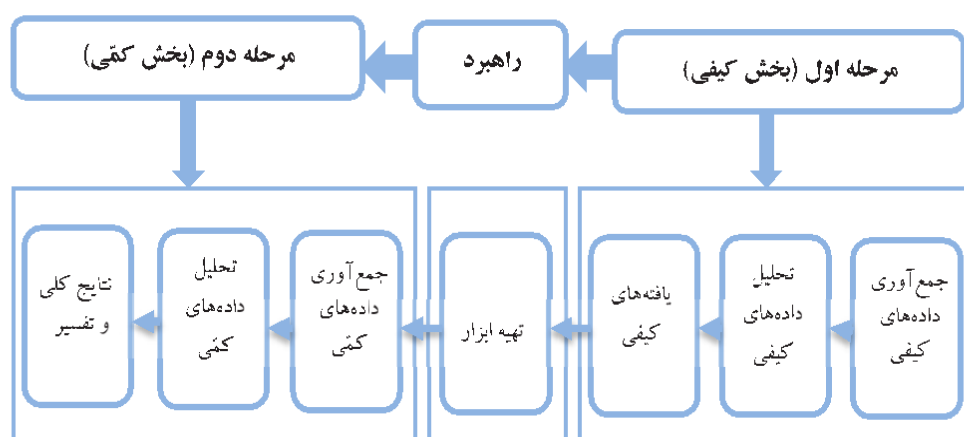 مرحله اول (بخش کیفی)
راهبرد
مرحله دوم (بخش کمّی)
جمع‌آوری
داده‌های
کیفی
تحلیل
داده‌های
کیفی
یافته‌های
کیفی
تهیه ابزار
جمع‌آوری
داده‌های
کمّی
تحلیل
داده‌های
کمّی
نتایج کلی
و تفسیر